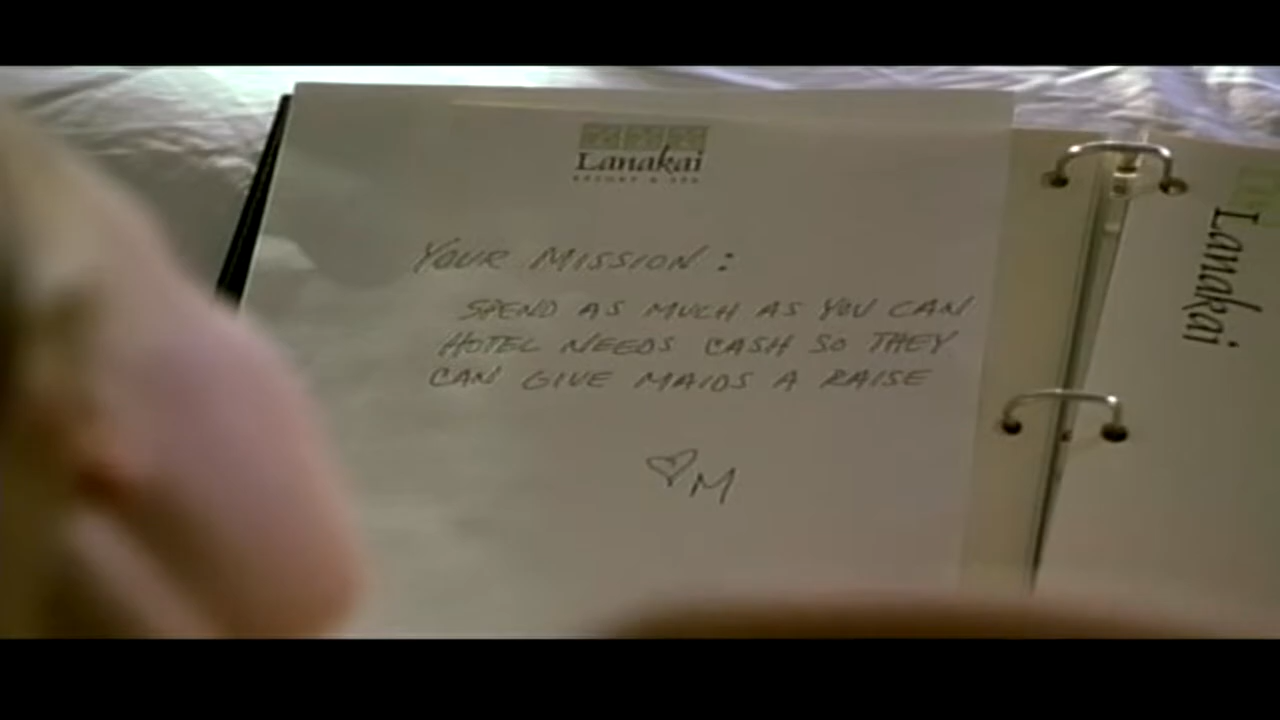 Lanakai
RESORT & SPA
YOUR MISSION:
SPEND AS MUCH AS YOU CAN
HOTEL NEEDS CASH SO THEY
CAN GIVE MAIDS A RAISE
♡M
Lanakai